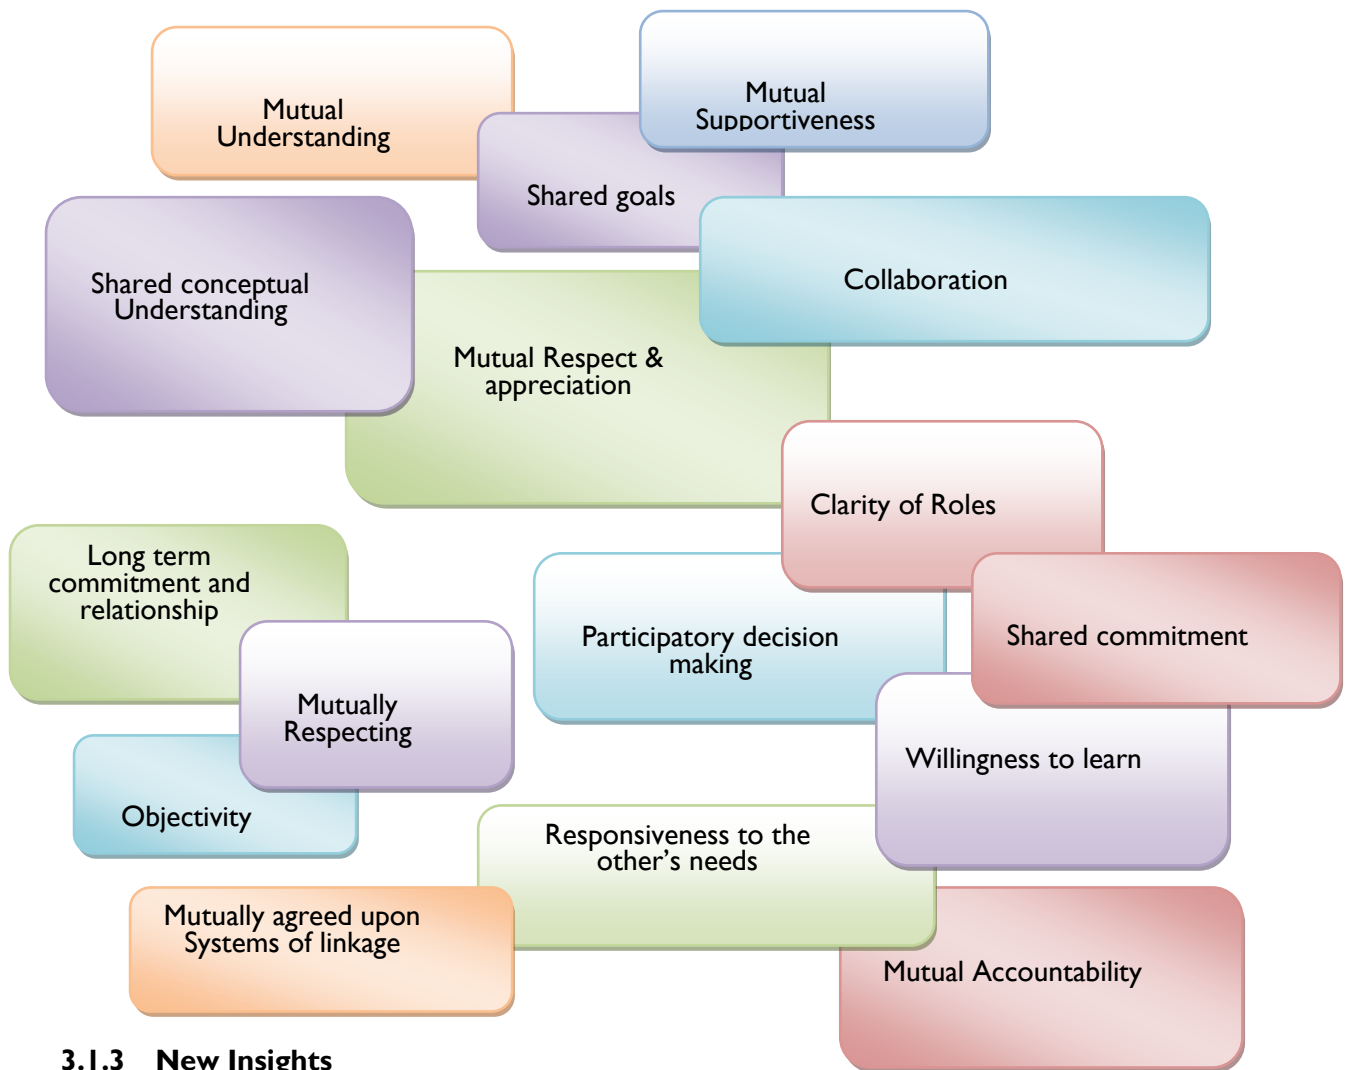 Mutual
Understanding
Mutual
Supportiveness
Shared goals
Shared conceptual
Understanding
Collaboration
Mutual Respect &
appreciation
Clarity of Roles
Long term
commitment and
relationship
Participatory decision
making
Shared commitment
Mutually
Respecting
Willingness to learn
Objectivity
Responsiveness to the
other’s needs
Mutually agreed upon
Systems of linkage
Mutual Accountability
3.1.3 New Insights